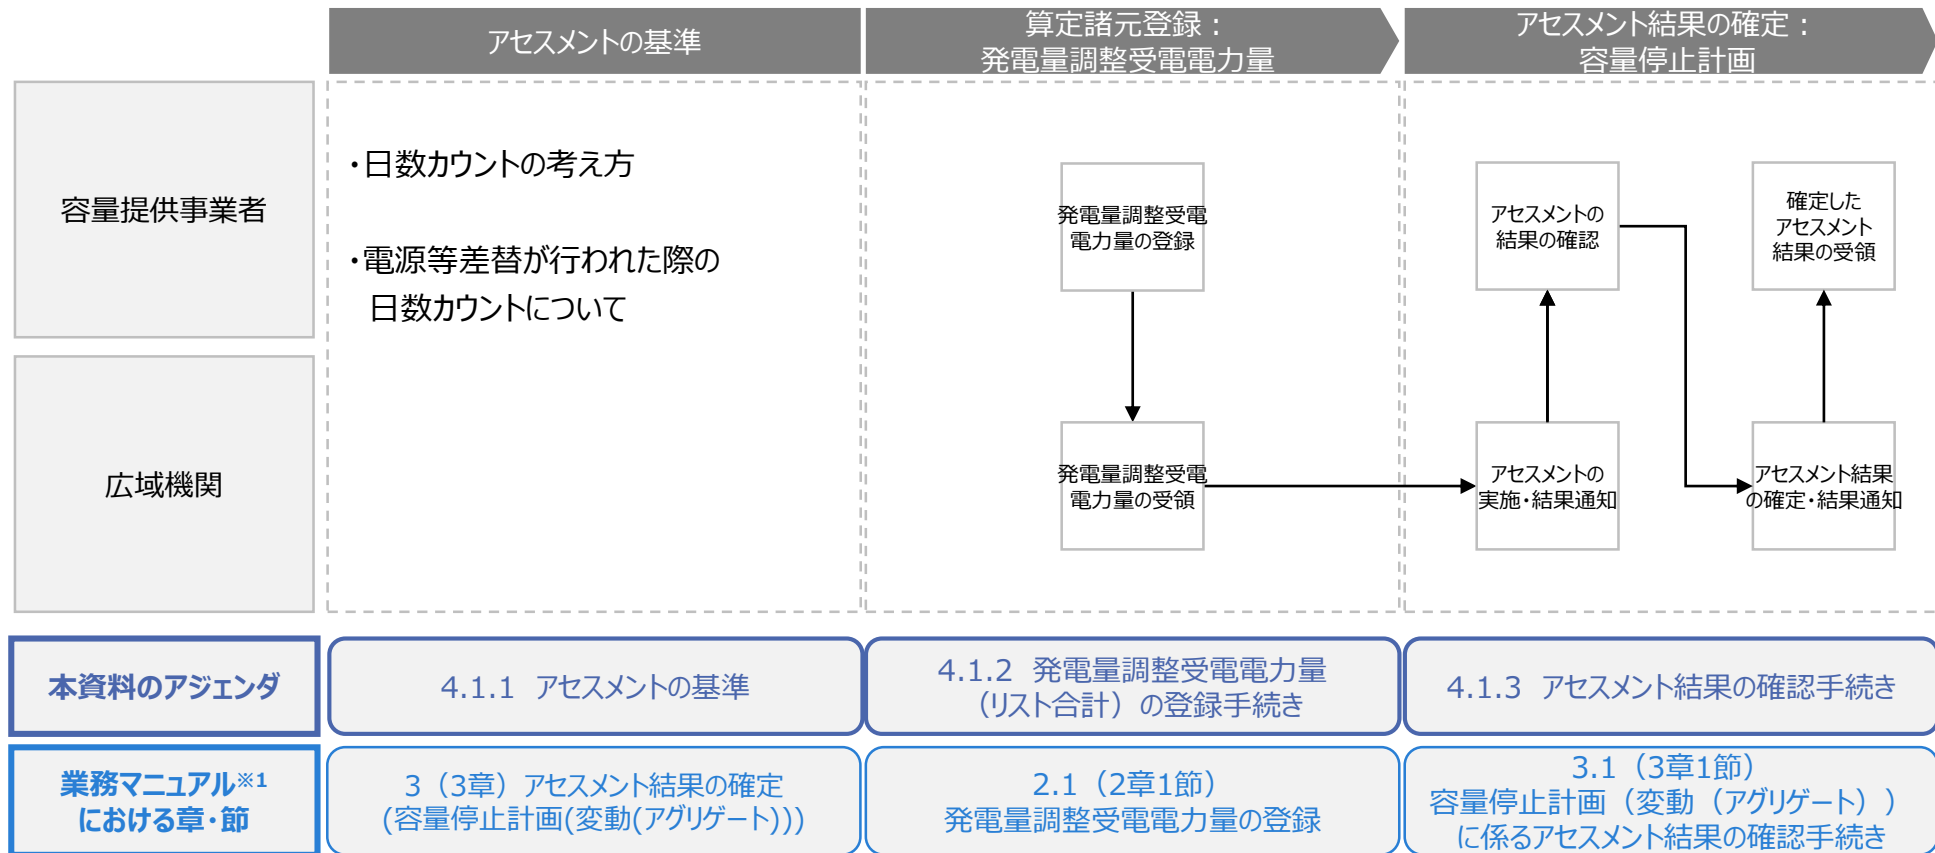 アセスメントの基準
算定諸元登録：
発電量調整受電電力量
アセスメント結果の確定：
容量停止計画
容量提供事業者
・日数カウントの考え方
・電源等差替が行われた際の
日数カウントについて
発電量調整受電
電力量の登録
アセスメントの
結果の確認
確定した
アセスメント
結果の受領
広域機関
発電量調整受電
電力量の受領
アセスメントの
実施・結果通知
アセスメント結果
の確定・結果通知
本資料のアジェンダ
4.1.1 アセスメントの基準
4.1.2 発電量調整受電電力量
（リスト合計）の登録手続き
4.1.3 アセスメント結果の確認手続き
業務マニュアル※1
における章・節
3（3章）アセスメント結果の確定
(容量停止計画(変動(アグリゲート)))
2.1（2章1節）
発電量調整受電電力量の登録
3.1（3章1節）
容量停止計画（変動（アグリゲート））
に係るアセスメント結果の確認手続き